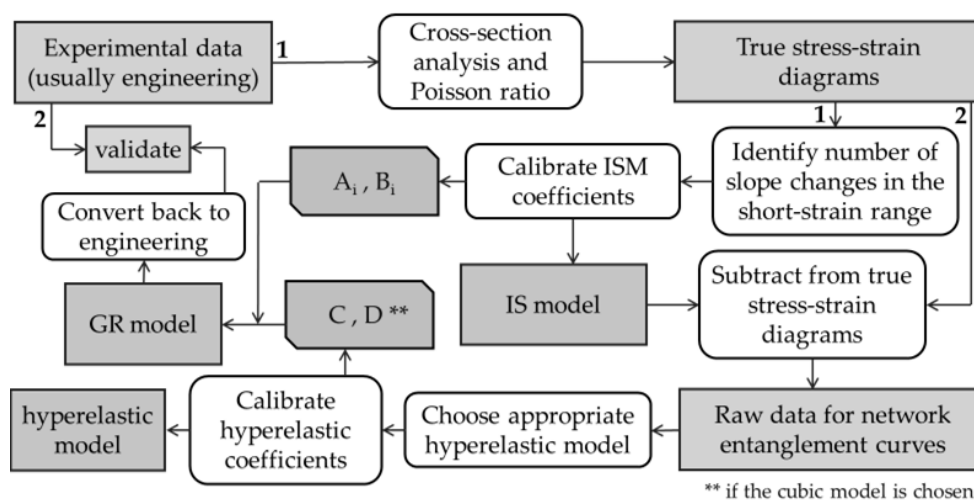 Experimental data
(usually engineering)
1
Cross-section
analysis and
Poisson ratio
True stress-strain
diagrams
2
validate
1
2
Convert back to
engineering
Aᵢ , Bᵢ
Calibrate ISM
coefficients
Identify number of
slope changes in the
short-strain range
GR model
C , D **
IS model
Subtract from true
stress-strain
diagrams
hyperelastic
model
Calibrate
hyperelastic
coefficients
Choose appropriate
hyperelastic model
Raw data for network
entanglement curves
** if the cubic model is chosen